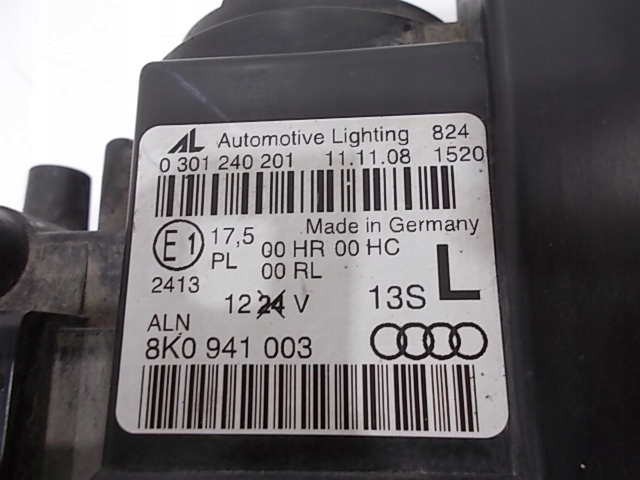 AL Automotive Lighting 824
0 301 240 201 11.11.08 1520
Made in Germany
E1 17,5 00 HR 00 HC
PL 00 RL
2413
12 24 V 13S L
ALN
8K0 941 003